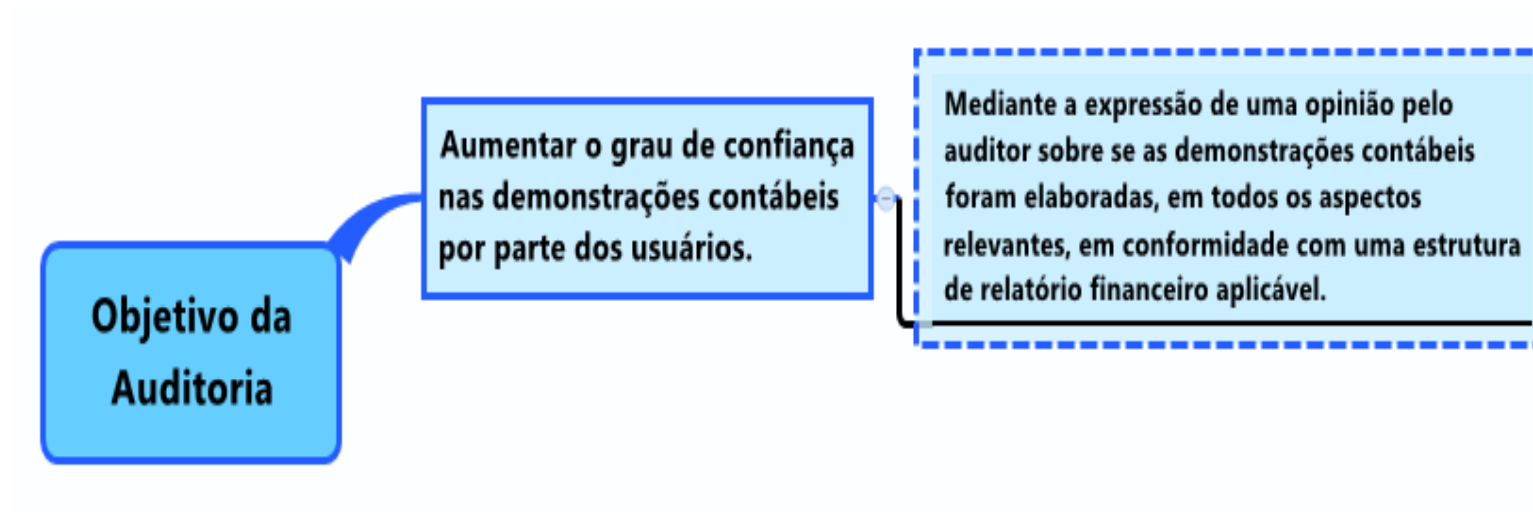 Objetivo da
Auditoria
Aumentar o grau de confiança
nas demonstrações contábeis
por parte dos usuários.
Mediante a expressão de uma opinião pelo
auditor sobre se as demonstrações contábeis
foram elaboradas, em todos os aspectos
relevantes, em conformidade com uma estrutura
de relatório financeiro aplicável.